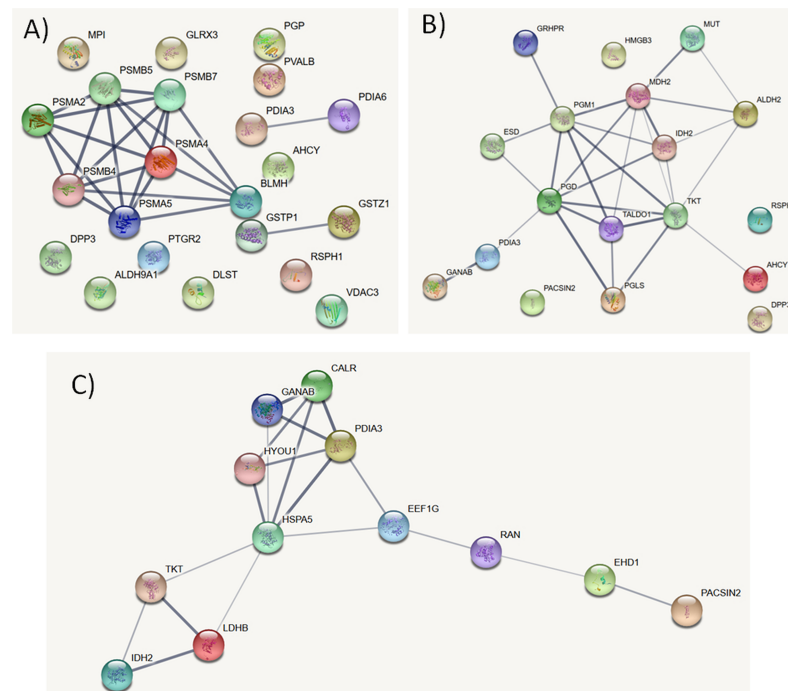 A)
MPI
GLRX3
PGP
PVALB
PSMB5
PSMB7
PSMA2
PDIA3
PDIA6
PSMA4
AHCY
PSMB4
BLMH
PSMA5
GSTP1
GSTZ1
DPP3
PTGR2
ALDH9A1
DLST
RSPH1
VDAC3
B)
GRHPR
HMGB3
MUT
MDH2
ALDH2
PGM1
ESD
IDH2
PGD
TALDO1
TKT
RSPH
PDIA3
GANAB
AHCY
PACSIN2
PGLS
DPP3
C)
CALR
GANAB
PDIA3
HYOU1
HSPA5
EEF1G
RAN
EHD1
PACSIN2
TKT
LDHB
IDH2